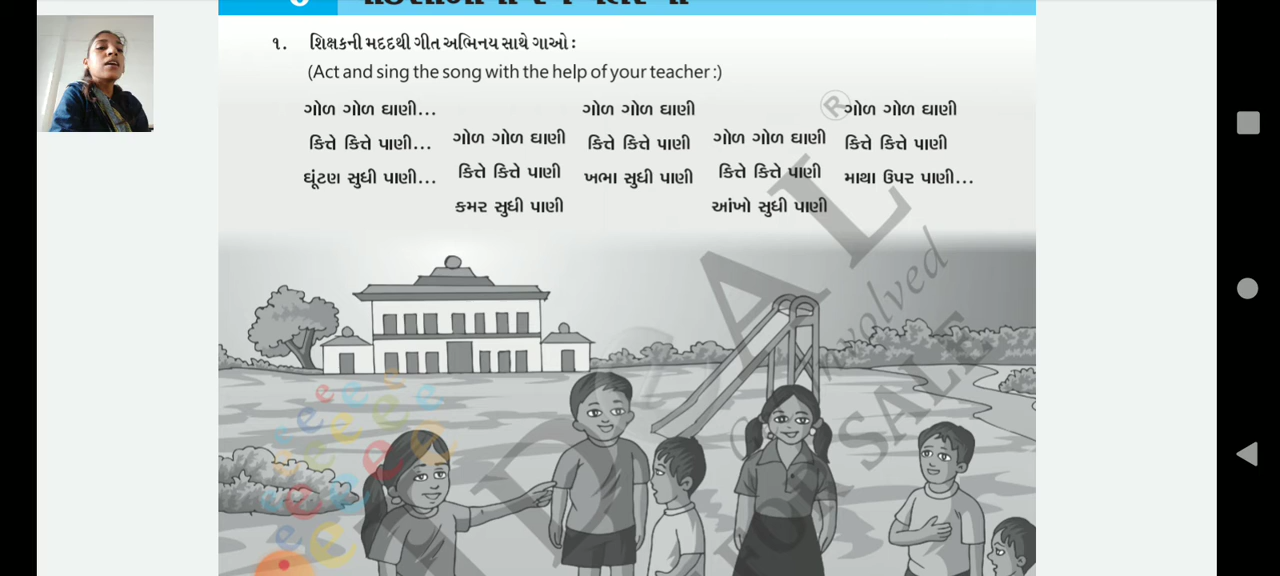 ૧. શિક્ષકની મદદથી ગીત અભિનય સાથે ગાઓ :
(Act and sing the song with the help of your teacher :)
ગોળ ગોળ ઘાણી...
કિત્તે કિત્તે પાણી...
ઘૂંટણ સુધી પાણી...
ગોળ ગોળ ઘાણી
કિત્તે કિત્તે પાણી
કમર સુધી પાણી
ગોળ ગોળ ઘાણી
કિત્તે કિત્તે પાણી
ખભા સુધી પાણી
ગોળ ગોળ ઘાણી
કિત્તે કિત્તે પાણી
આંખો સુધી પાણી
ગોળ ગોળ ઘાણી
કિત્તે કિત્તે પાણી
માથા ઉપર પાણી...
SALE